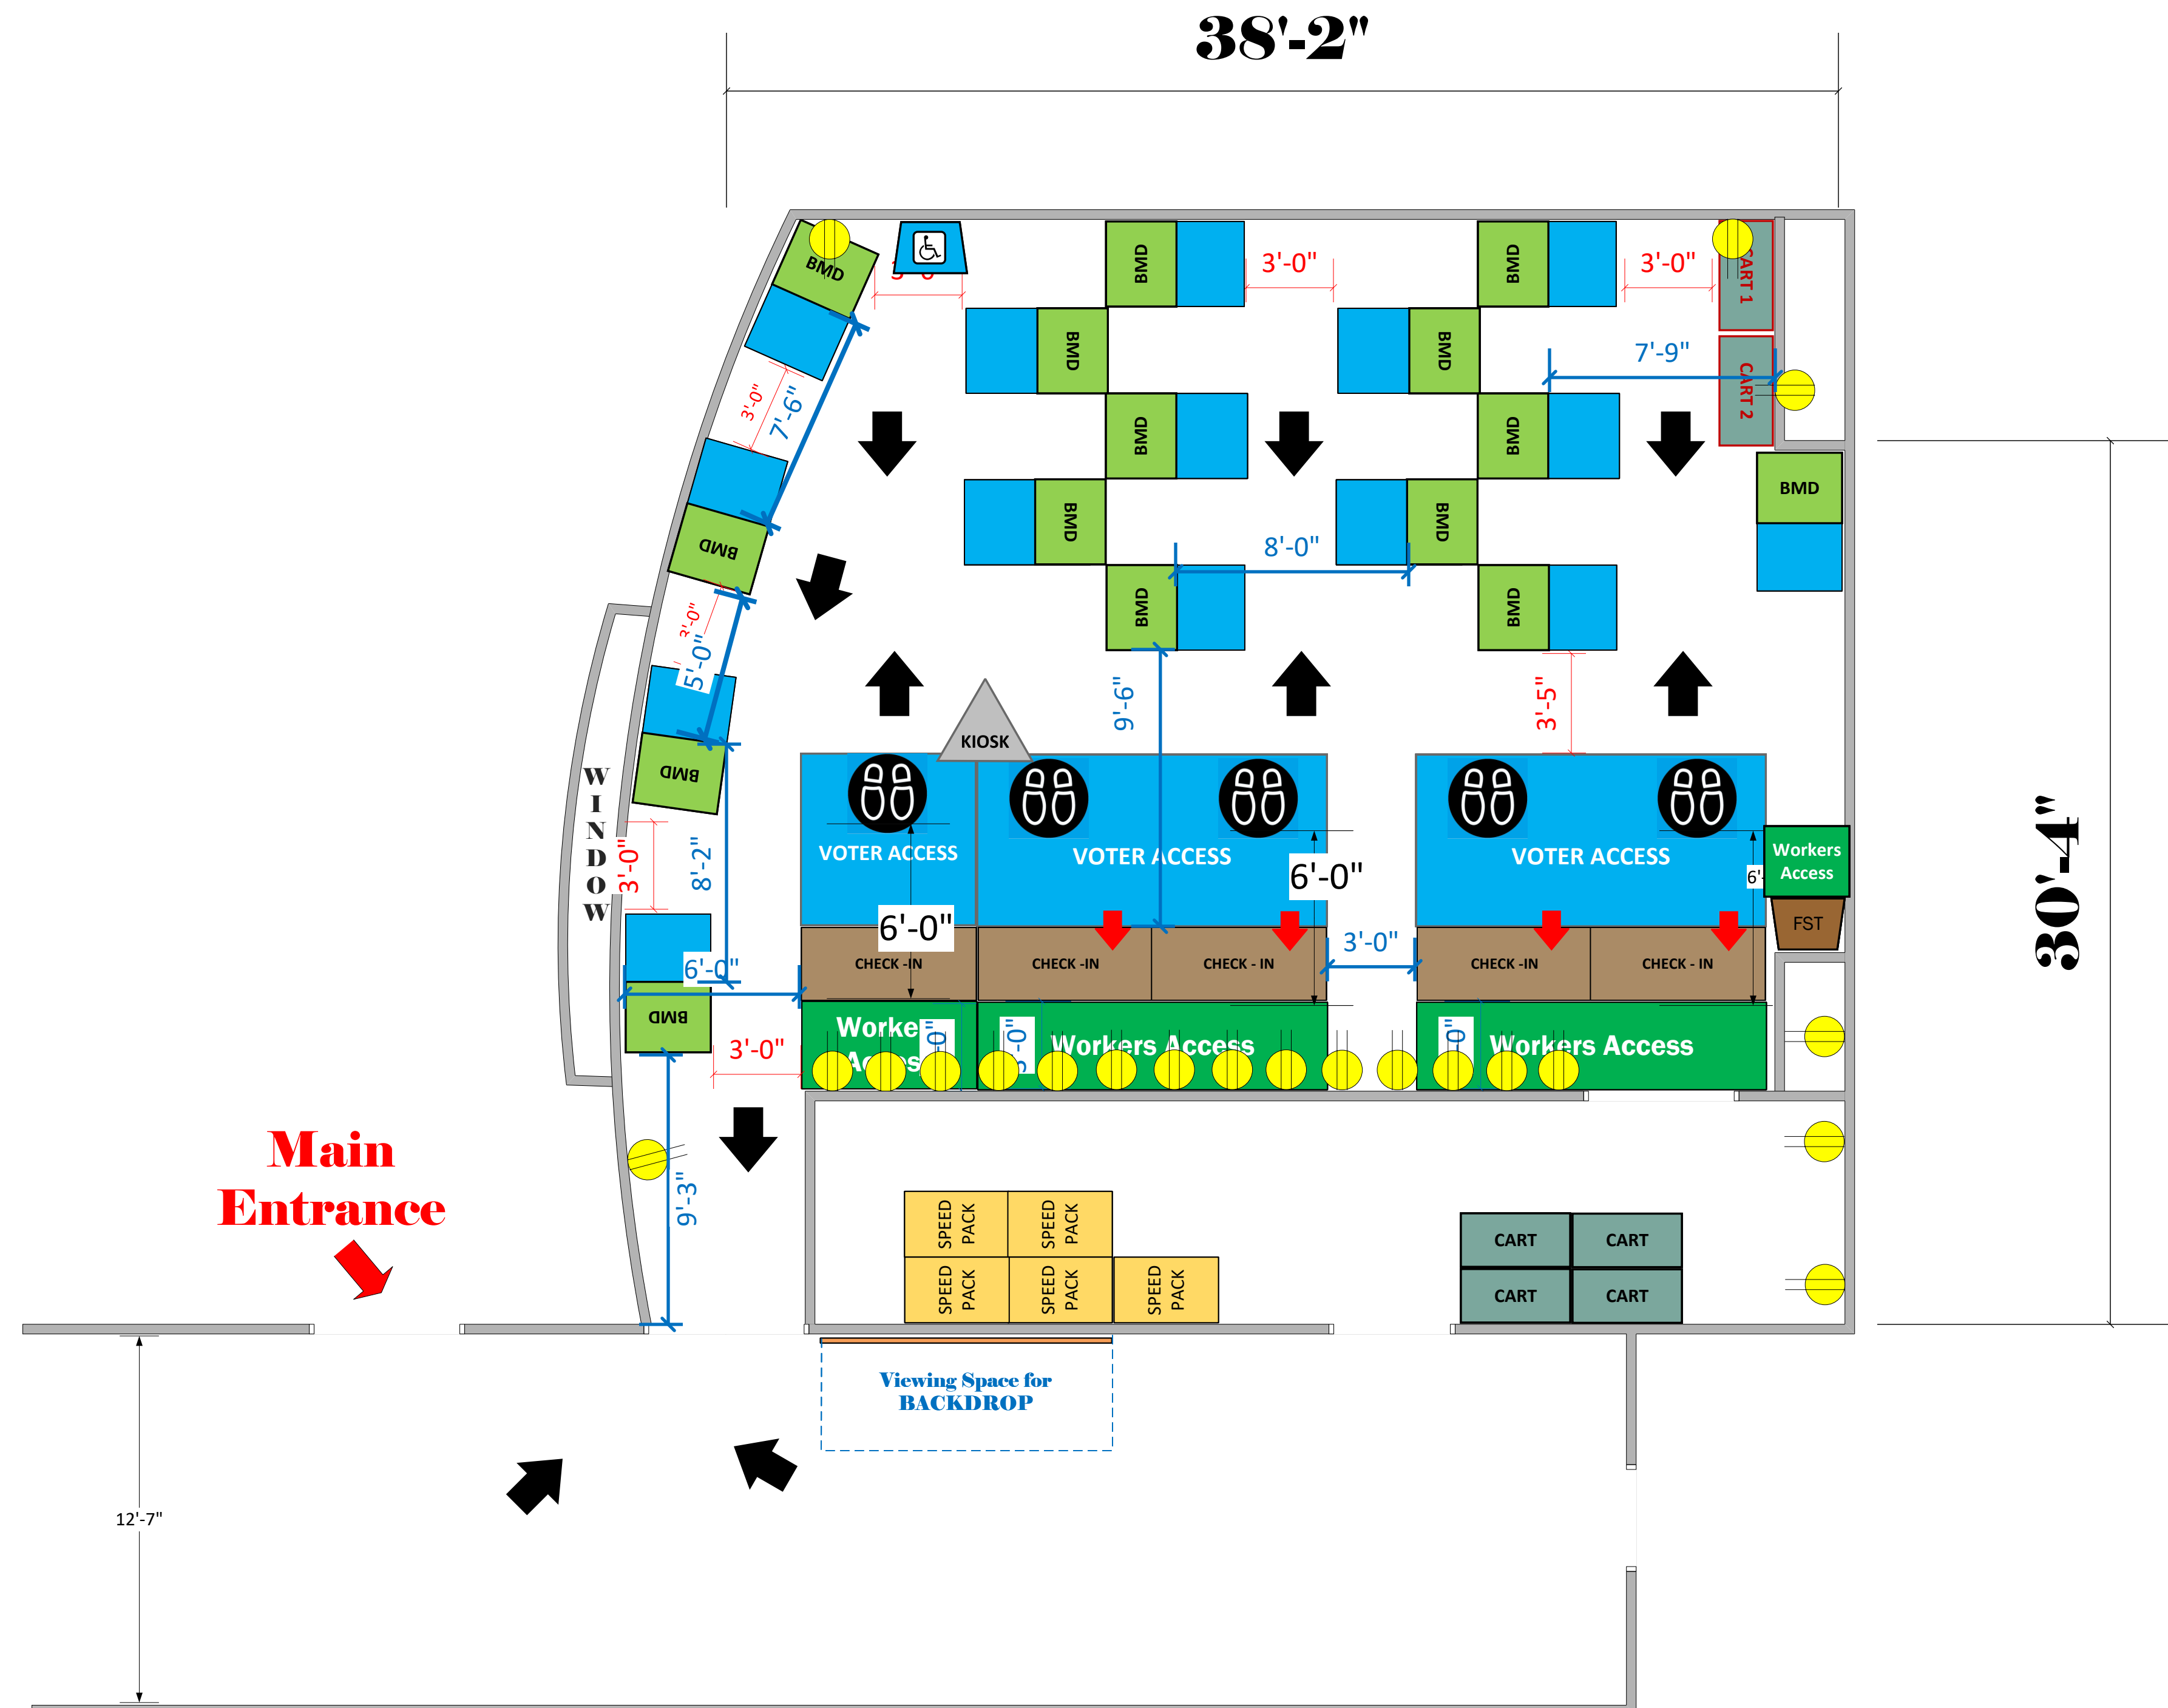 38'-2"
BMD
BMD
BMD
3'-0"
3'-0"
CART 1
BMD
BMD
7'-9"
CART 2
3'-0"
7'-6"
BMD
BMD
BMD
BMD
BMD
BMD
8'-0"
BMD
BMD
5'-0"
9'-6"
3'-5"
KIOSK
BMD
WINDOW
3'-0"
8'-2"
VOTER ACCESS
VOTER ACCESS
VOTER ACCESS
6'-0"
6'-0"
Workers
Access
FST
30'-4"
CHECK -IN
CHECK -IN
CHECK - IN
3'-0"
CHECK -IN
CHECK - IN
6'-0"
BMD
3'-0"
Workers Access
Workers Access
Main
Entrance
9'-3"
SPEED
PACK
SPEED
PACK
SPEED
PACK
SPEED
PACK
SPEED
PACK
CART
CART
CART
CART
Viewing Space for
BACKDROP
12'-7"